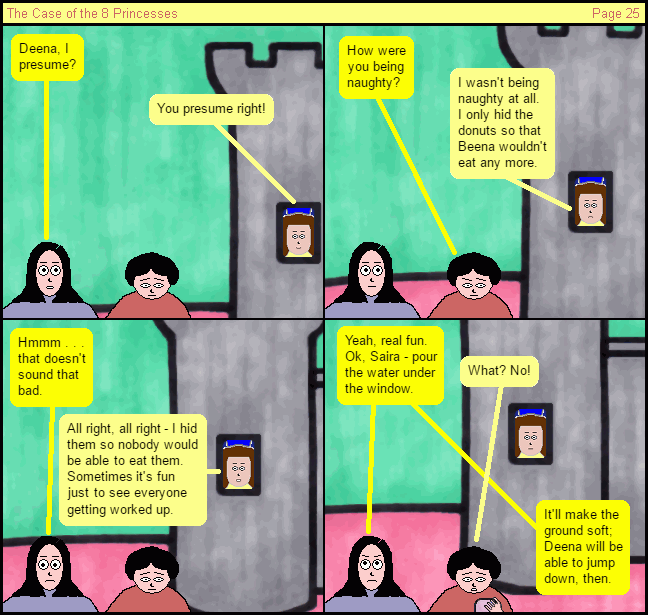 The Case of the 8 Princesses
Page 25
Deena, I
presume?
You presume right!
How were
you being
naughty?
I wasn't being
naughty at all.
I only hid the
donuts so that
Beena wouldn't
eat any more.
Hmmm . . .
that doesn't
sound that
bad.
All right, all right - I hid
them so nobody would
be able to eat them.
Sometimes it's fun
just to see everyone
getting worked up.
Yeah, real fun.
Ok, Saira - pour
the water under
the window.
What? No!
It'll make the
ground soft;
Deena will be
able to jump
down, then.